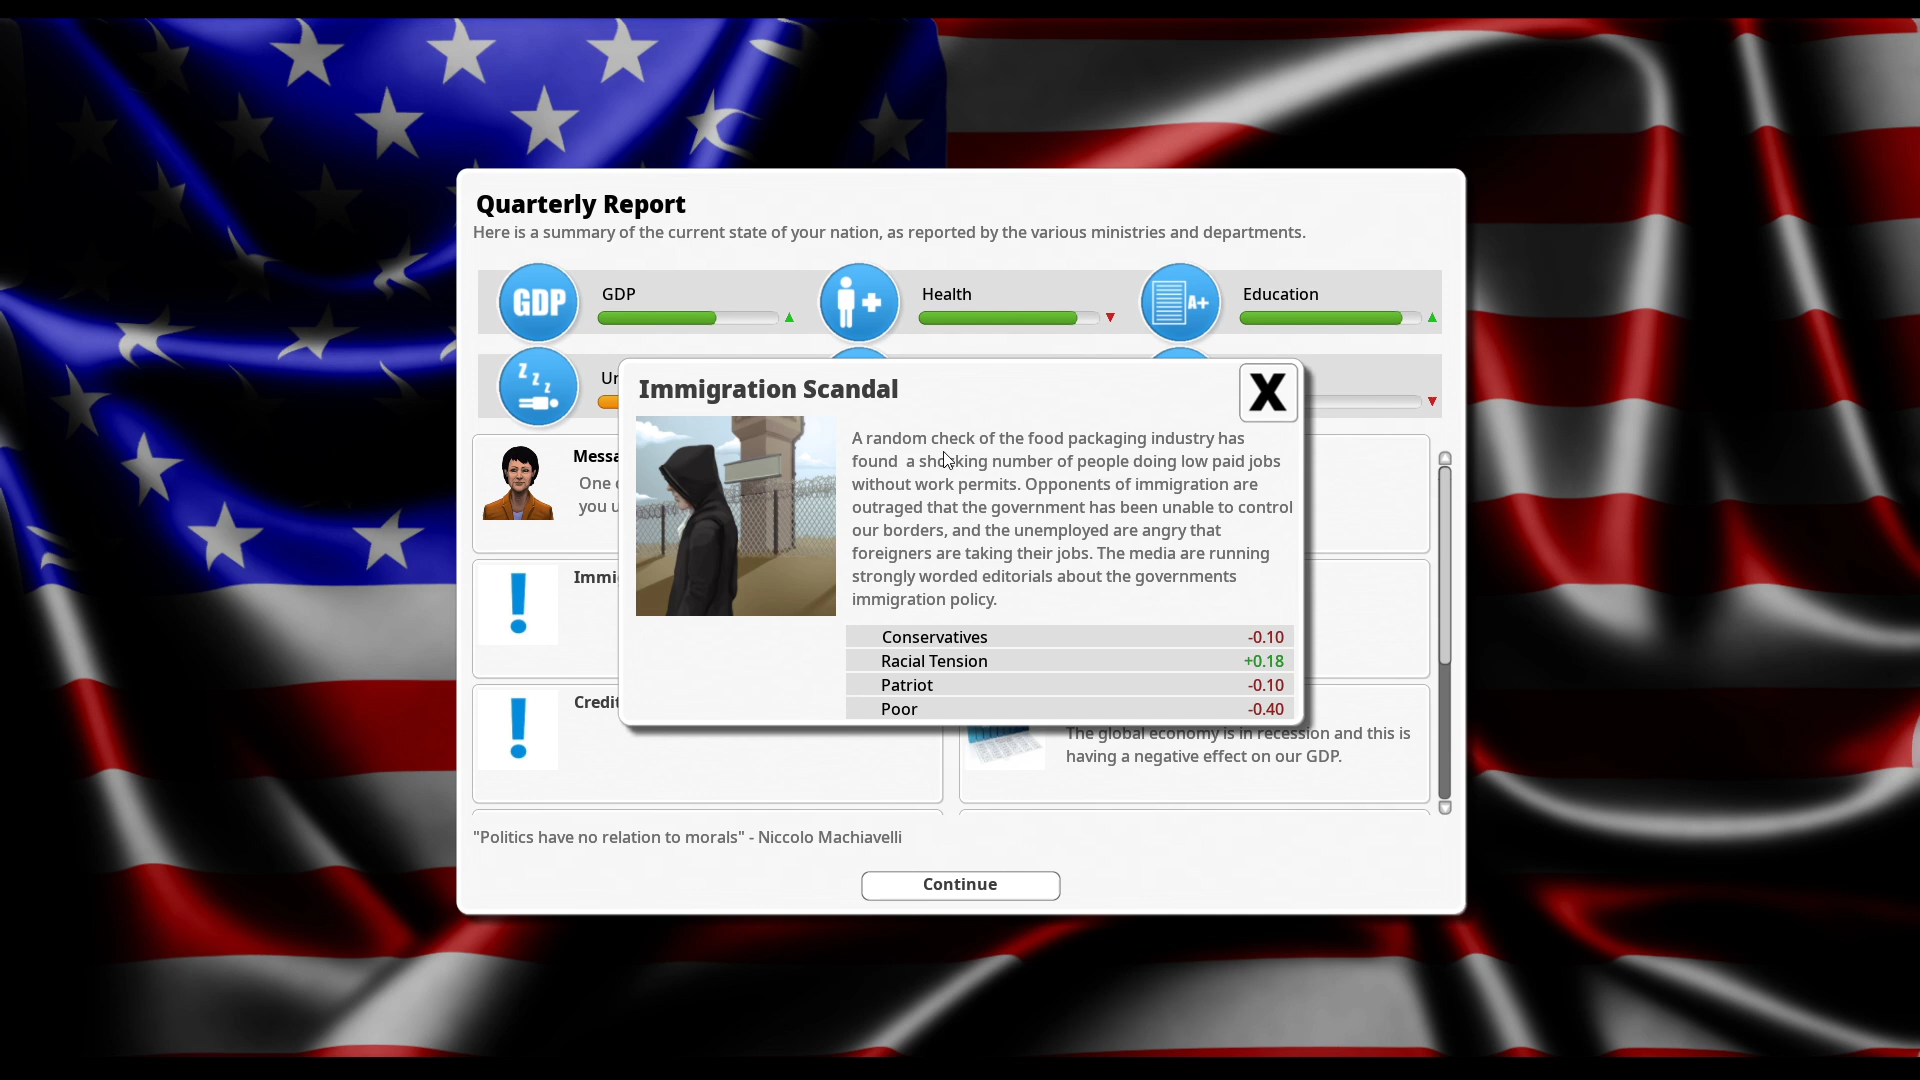 Quarterly Report
Here is a summary of the current state of your nation, as reported by the various ministries and departments.
GDP
GDP
Health
A+
Education
Z Z Z
Immigration Scandal
X
A random check of the food packaging industry has
found a shocking number of people doing low paid jobs
without work permits. Opponents of immigration are
outraged that the government has been unable to control
our borders, and the unemployed are angry that
foreigners are taking their jobs. The media are running
strongly worded editorials about the governments
immigration policy.
Conservatives -0.10
Racial Tension +0.18
Patriot -0.10
Poor -0.40
you u
The global economy is in recession and this is
having a negative effect on our GDP.
"Politics have no relation to morals" - Niccolo Machiavelli
Continue